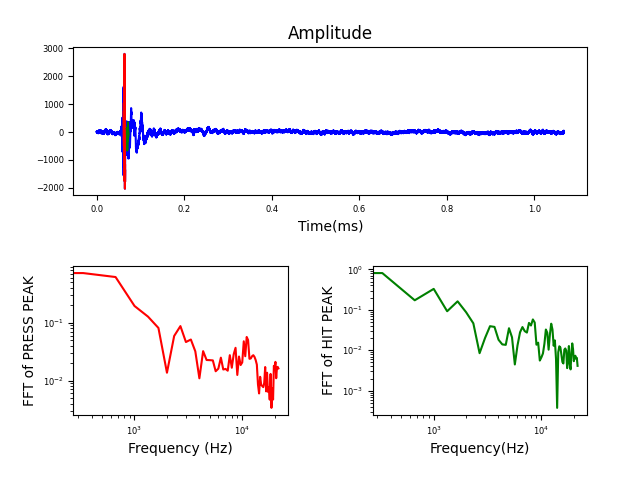 Amplitude
3000
2000
1000
0
−1000
−2000
0.0 0.2 0.4 0.6 0.8 1.0
Time(ms)
FFT of PRESS PEAK
10⁻¹
10⁻²
10³ 10⁴
Frequency (Hz)
FFT of HIT PEAK
10⁰
10⁻¹
10⁻²
10⁻³
10³ 10⁴
Frequency(Hz)